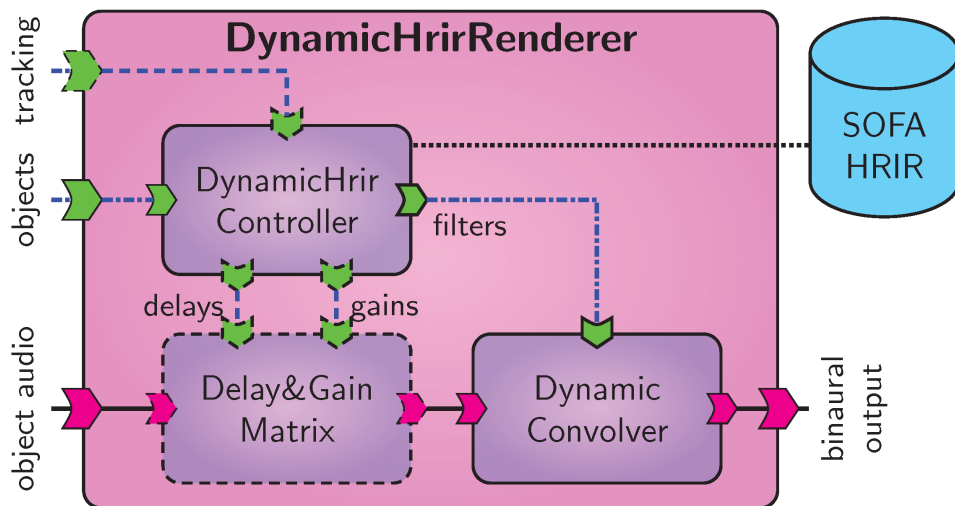 DynamicHrirRenderer
tracking
objects
object audio
DynamicHrir
Controller
SOFA
HRIR
filters
delays
gains
Delay&Gain
Matrix
Dynamic
Convolver
binaural
output